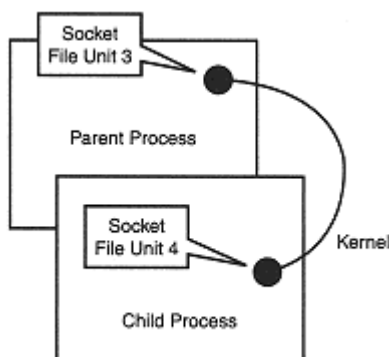 Socket
File Unit 3
Parent Process
Socket
File Unit 4
Kernel
Child Process